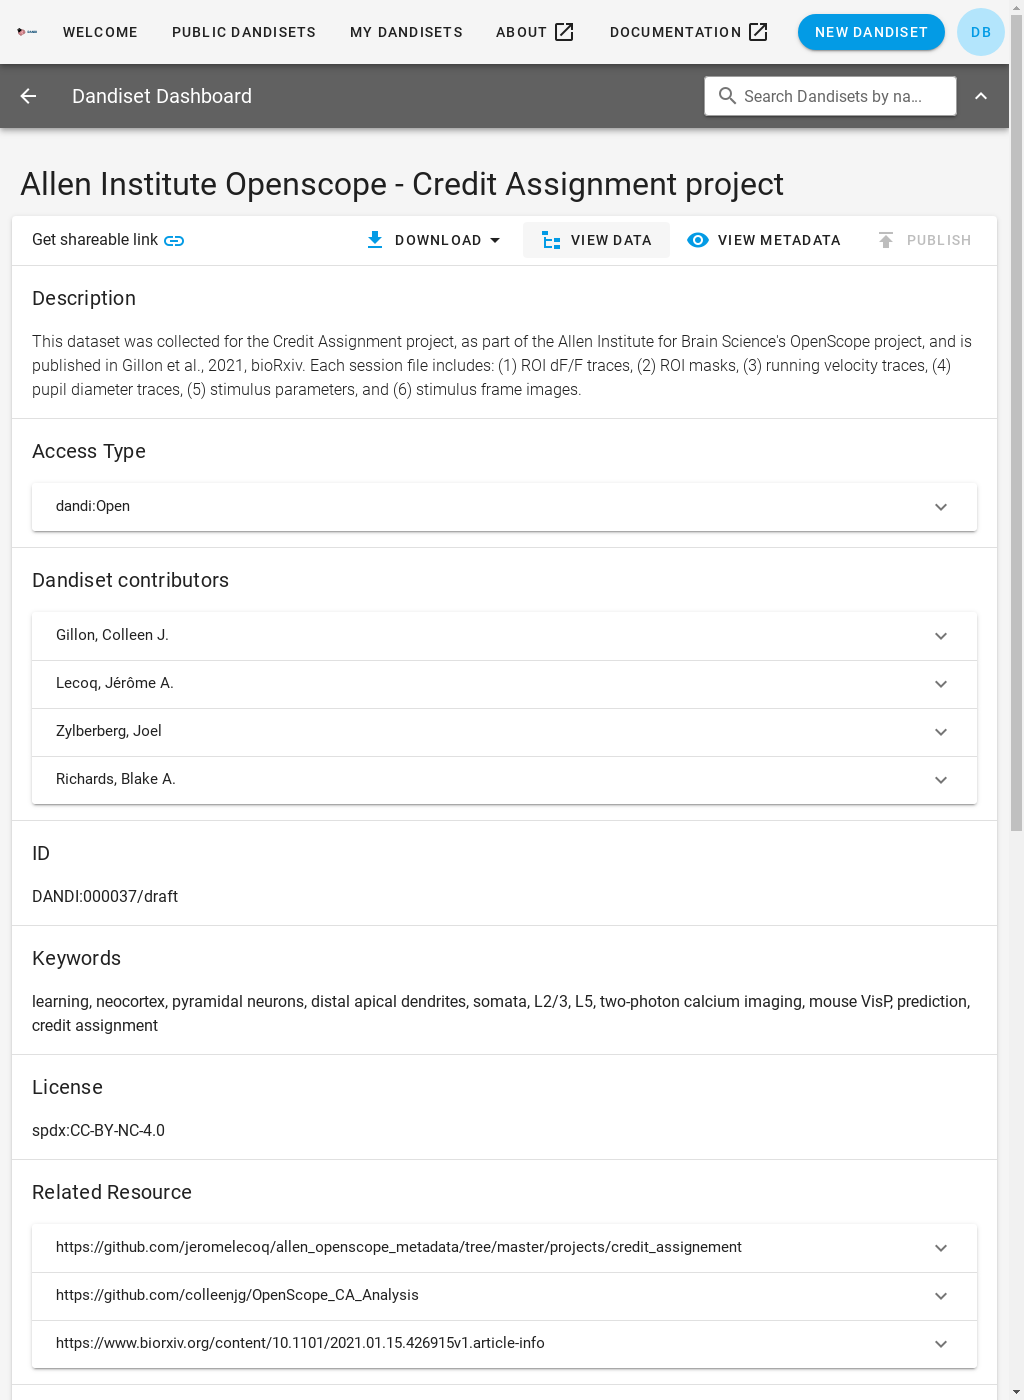 WELCOME PUBLIC DANDISETS MY DANDISETS ABOUT DOCUMENTATION NEW DANDISET DB
Dandiset Dashboard Search Dandisets by na...
Allen Institute Openscope - Credit Assignment project
Get shareable link DOWNLOAD VIEW DATA VIEW METADATA PUBLISH
Description
This dataset was collected for the Credit Assignment project, as part of the Allen Institute for Brain Science's OpenScope project, and is
published in Gillon et al., 2021, bioRxiv. Each session file includes: (1) ROI dF/F traces, (2) ROI masks, (3) running velocity traces, (4)
pupil diameter traces, (5) stimulus parameters, and (6) stimulus frame images.
Access Type
dandi:Open
Dandiset contributors
Gillon, Colleen J.
Lecoq, Jérôme A.
Zylberberg, Joel
Richards, Blake A.
ID
DANDI:000037/draft
Keywords
learning, neocortex, pyramidal neurons, distal apical dendrites, somata, L2/3, L5, two-photon calcium imaging, mouse VisP, prediction,
credit assignment
License
spdx:CC-BY-NC-4.0
Related Resource
https://github.com/jeromelecoq/allen_openscope_metadata/tree/master/projects/credit_assignement
https://github.com/colleenjg/OpenScope_CA_Analysis
https://www.biorxiv.org/content/10.1101/2021.01.15.426915v1.article-info